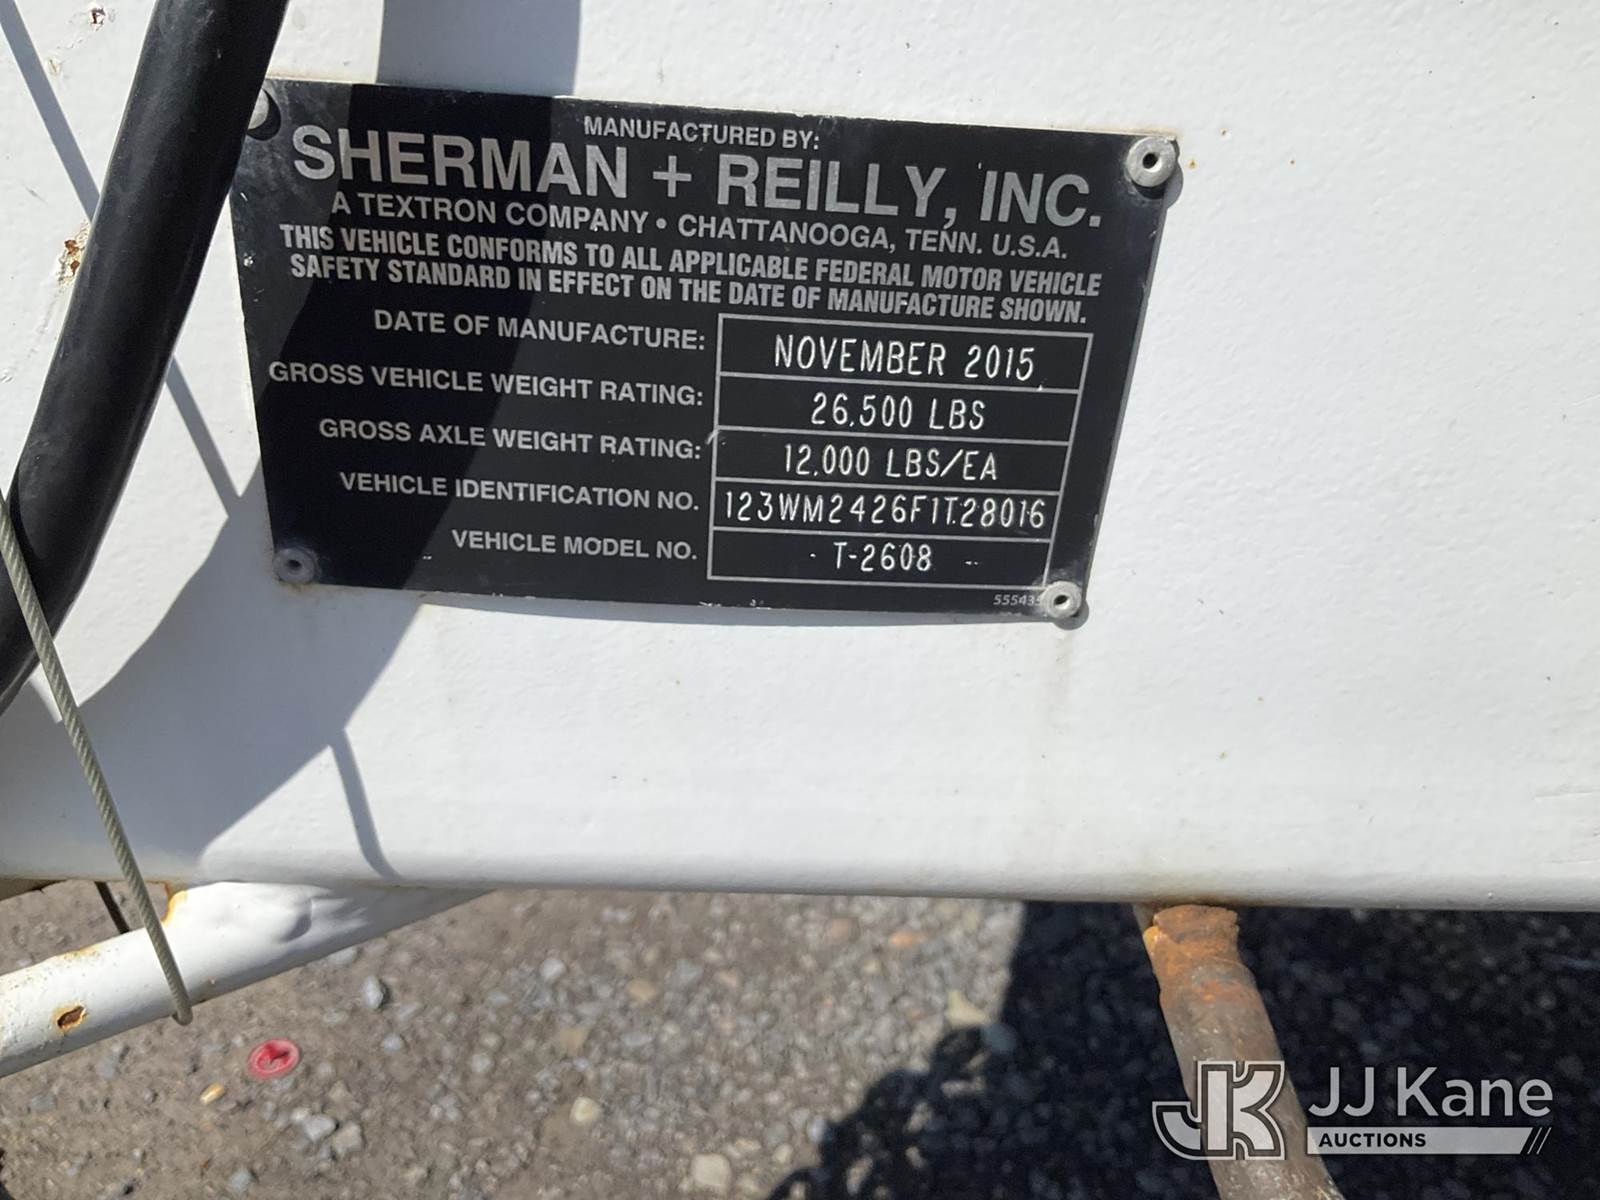 MANUFACTURED BY:
SHERMAN + REILLY, INC.
A TEXTRON COMPANY • CHATTANOOGA, TENN. U.S.A.
THIS VEHICLE CONFORMS TO ALL APPLICABLE FEDERAL MOTOR VEHICLE
SAFETY STANDARD IN EFFECT ON THE DATE OF MANUFACTURE SHOWN.
DATE OF MANUFACTURE: NOVEMBER 2015
GROSS VEHICLE WEIGHT RATING: 26,500 LBS
GROSS AXLE WEIGHT RATING: 12,000 LBS/EA
VEHICLE IDENTIFICATION NO. 123WM2426F1T28016
VEHICLE MODEL NO. T-2608
JK JJ Kane
AUCTIONS